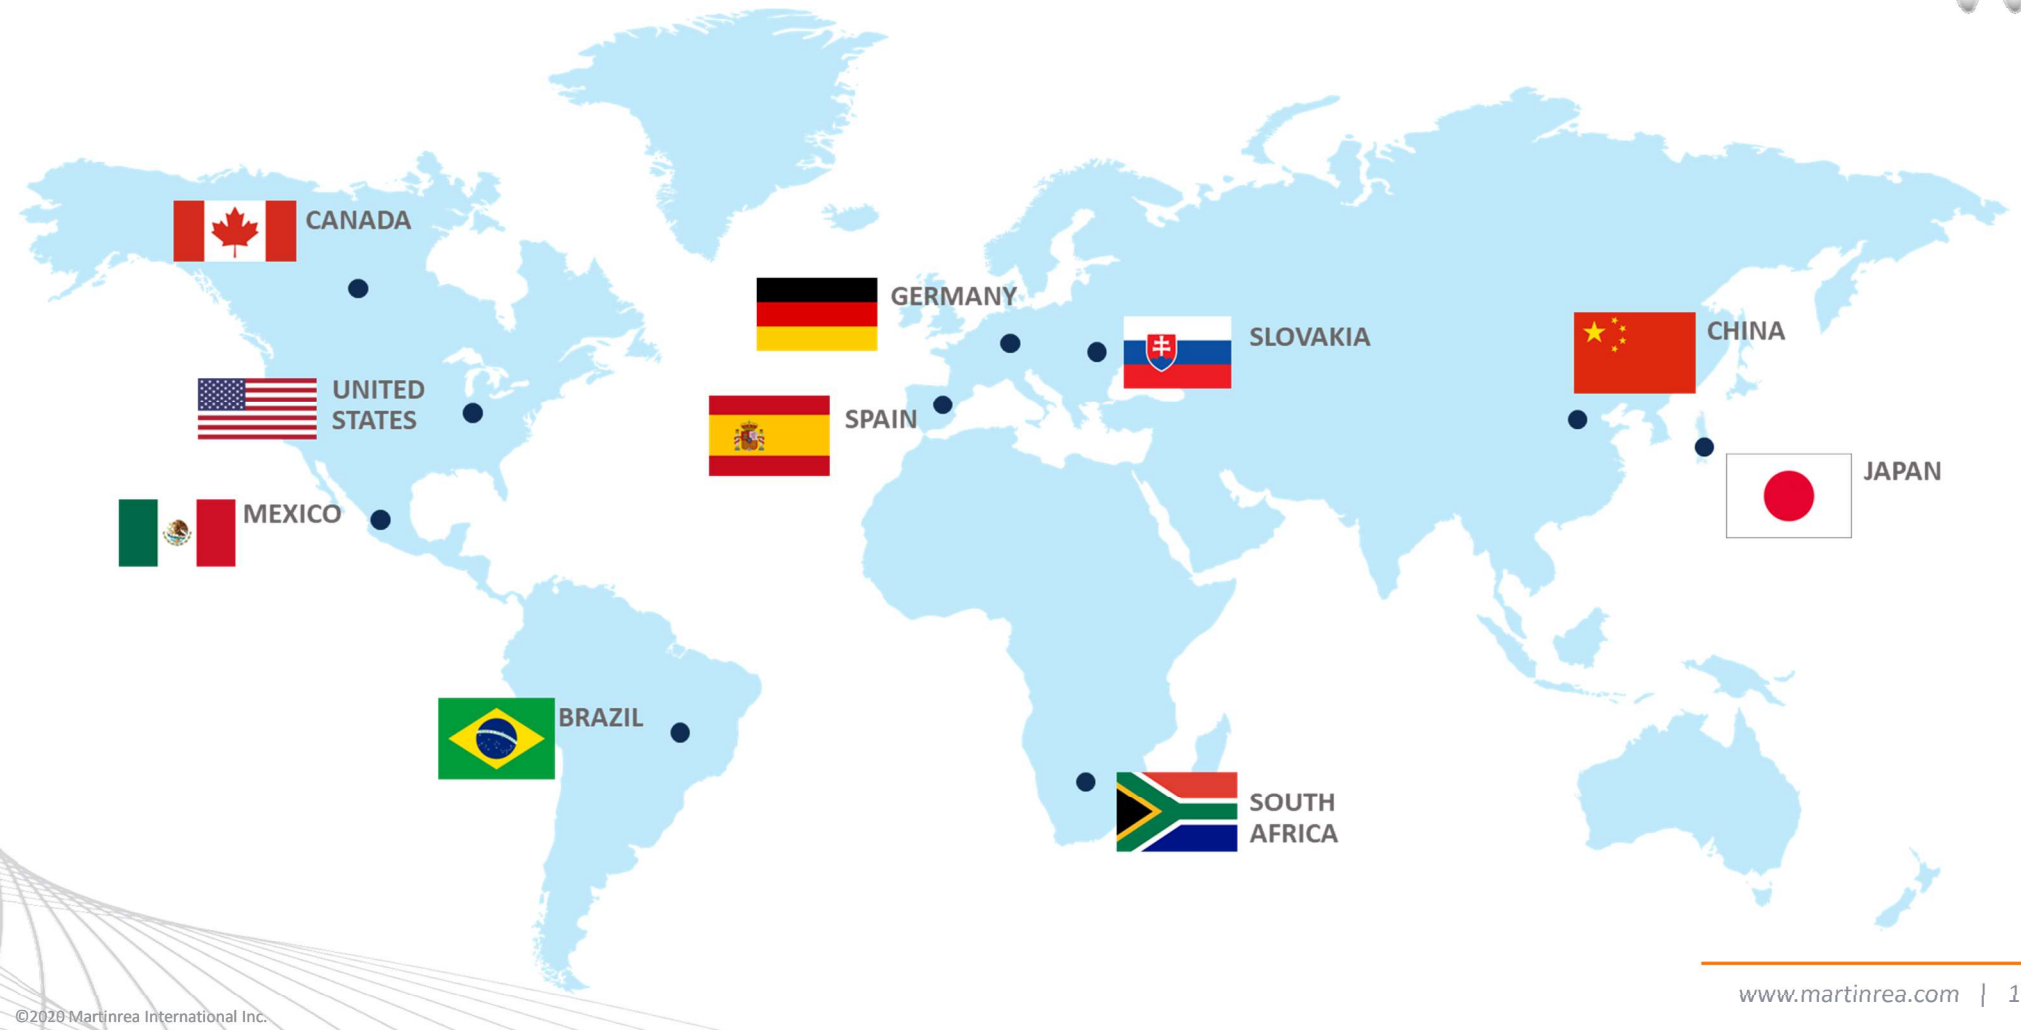 CANADA
GERMANY
SLOVAKIA
CHINA
UNITED
STATES
SPAIN
JAPAN
MEXICO
BRAZIL
SOUTH
AFRICA
www.martinrea.com | 1
©2020 Martinrea International Inc.